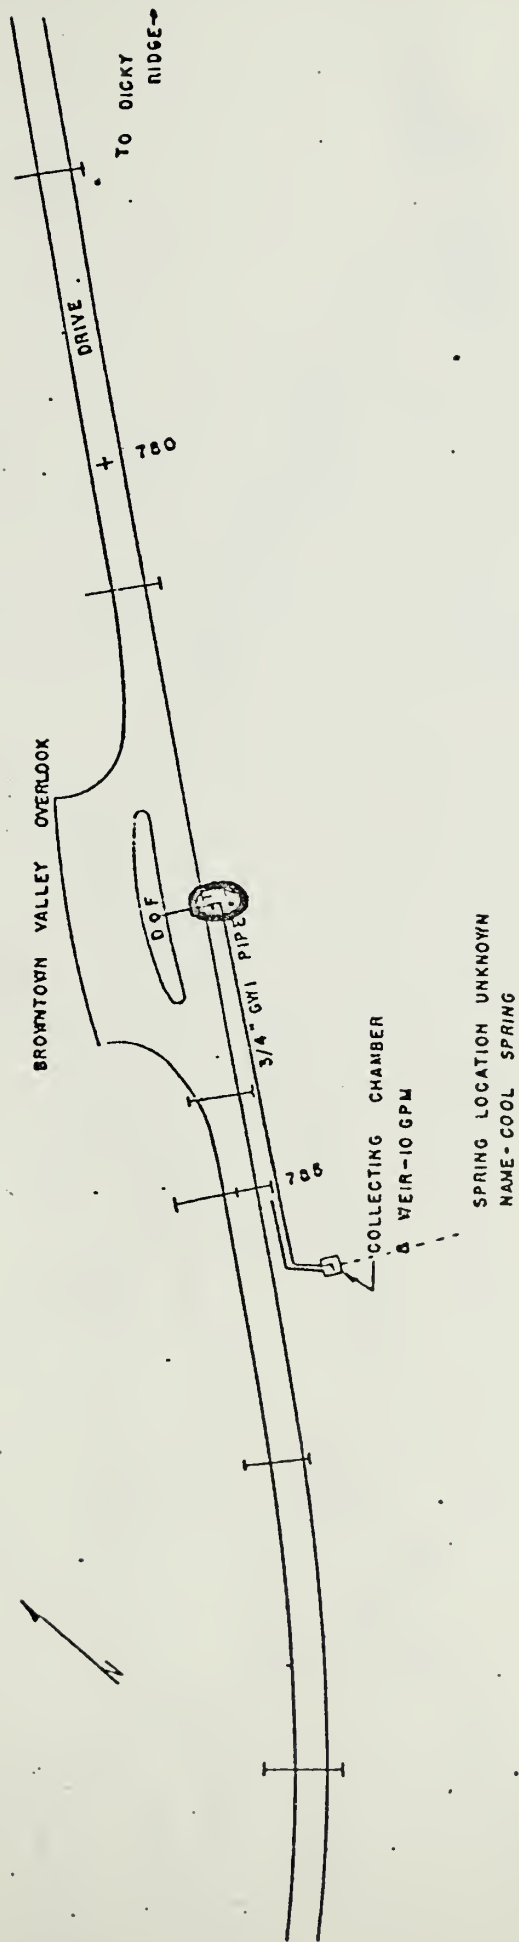 TO DICKY
RIDGE→
DRIVE
780
BROWNTOWN VALLEY OVERLOOK
D O F
3/4" GWI PIPE
785
COLLECTING CHAMBER
& WEIR-10 GPM
SPRING LOCATION UNKNOWN
NAME-COOL SPRING
N